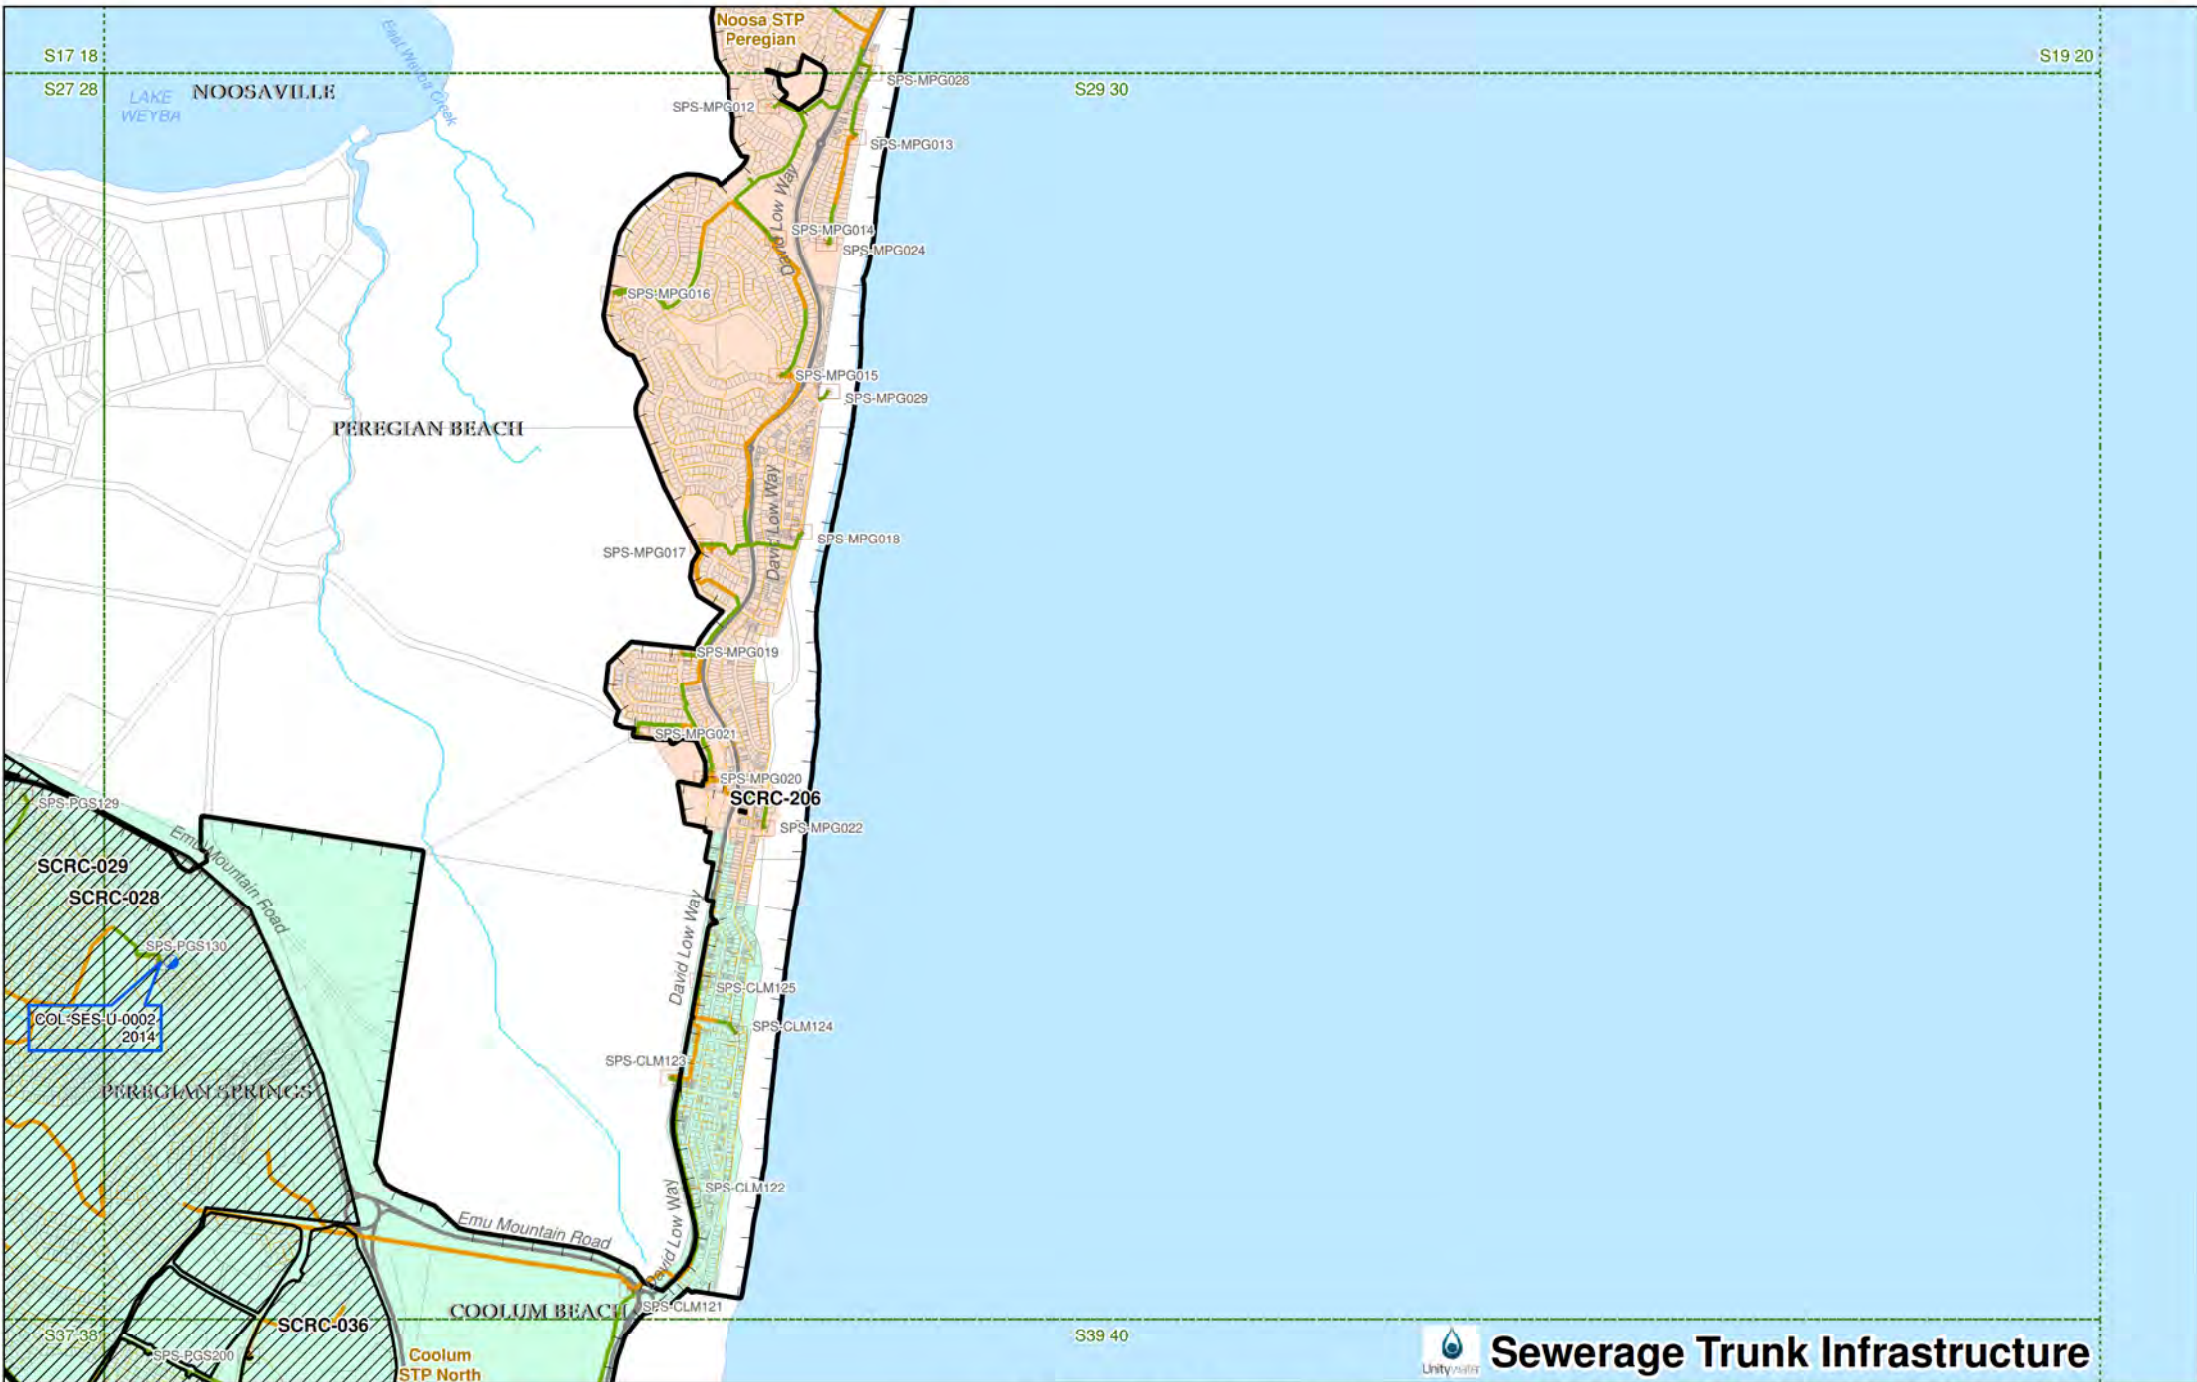 Noosa STP
Peregian
S17 18
S19 20
S27 28
S29 30
LAKE
WEYBA
NOOSAVILLE
East Weyba Creek
SPS-MPG028
SPS-MPG012
SPS-MPG013
David Low Way
SPS-MPG014
SPS-MPG024
SPS-MPG016
SPS-MPG015
SPS-MPG029
PEREGIAN BEACH
David Low Way
SPS-MPG018
SPS-MPG017
SPS-MPG019
SPS-MPG021
SPS-MPG020
SCRC-206
SPS-PGS129
SPS-MPG022
Emu Mountain Road
SCRC-029
SCRC-028
SPS-PGS130
David Low Way
SPS-CLM125
COL-SES-U-0002
2014
SPS-CLM124
SPS-CLM123
PEREGIAN SPRINGS
SPS-CLM122
Emu Mountain Road
David Low Way
COOLUM BEACH
SPS-CLM121
SCRC-036
S37 38
S39 40
SPS-PGS200
Coolum
STP North
Unitywater
Sewerage Trunk Infrastructure